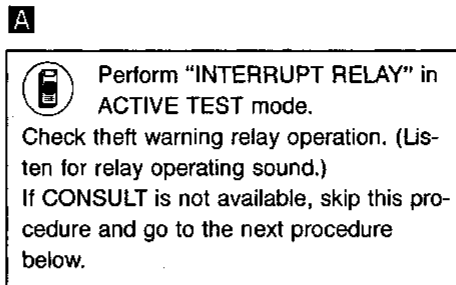 A
Perform “INTERRUPT RELAY” in
ACTIVE TEST mode.
Check theft warning relay operation. (Lis-
ten for relay operating sound.)
If CONSULT is not available, skip this pro-
cedure and go to the next procedure
below.